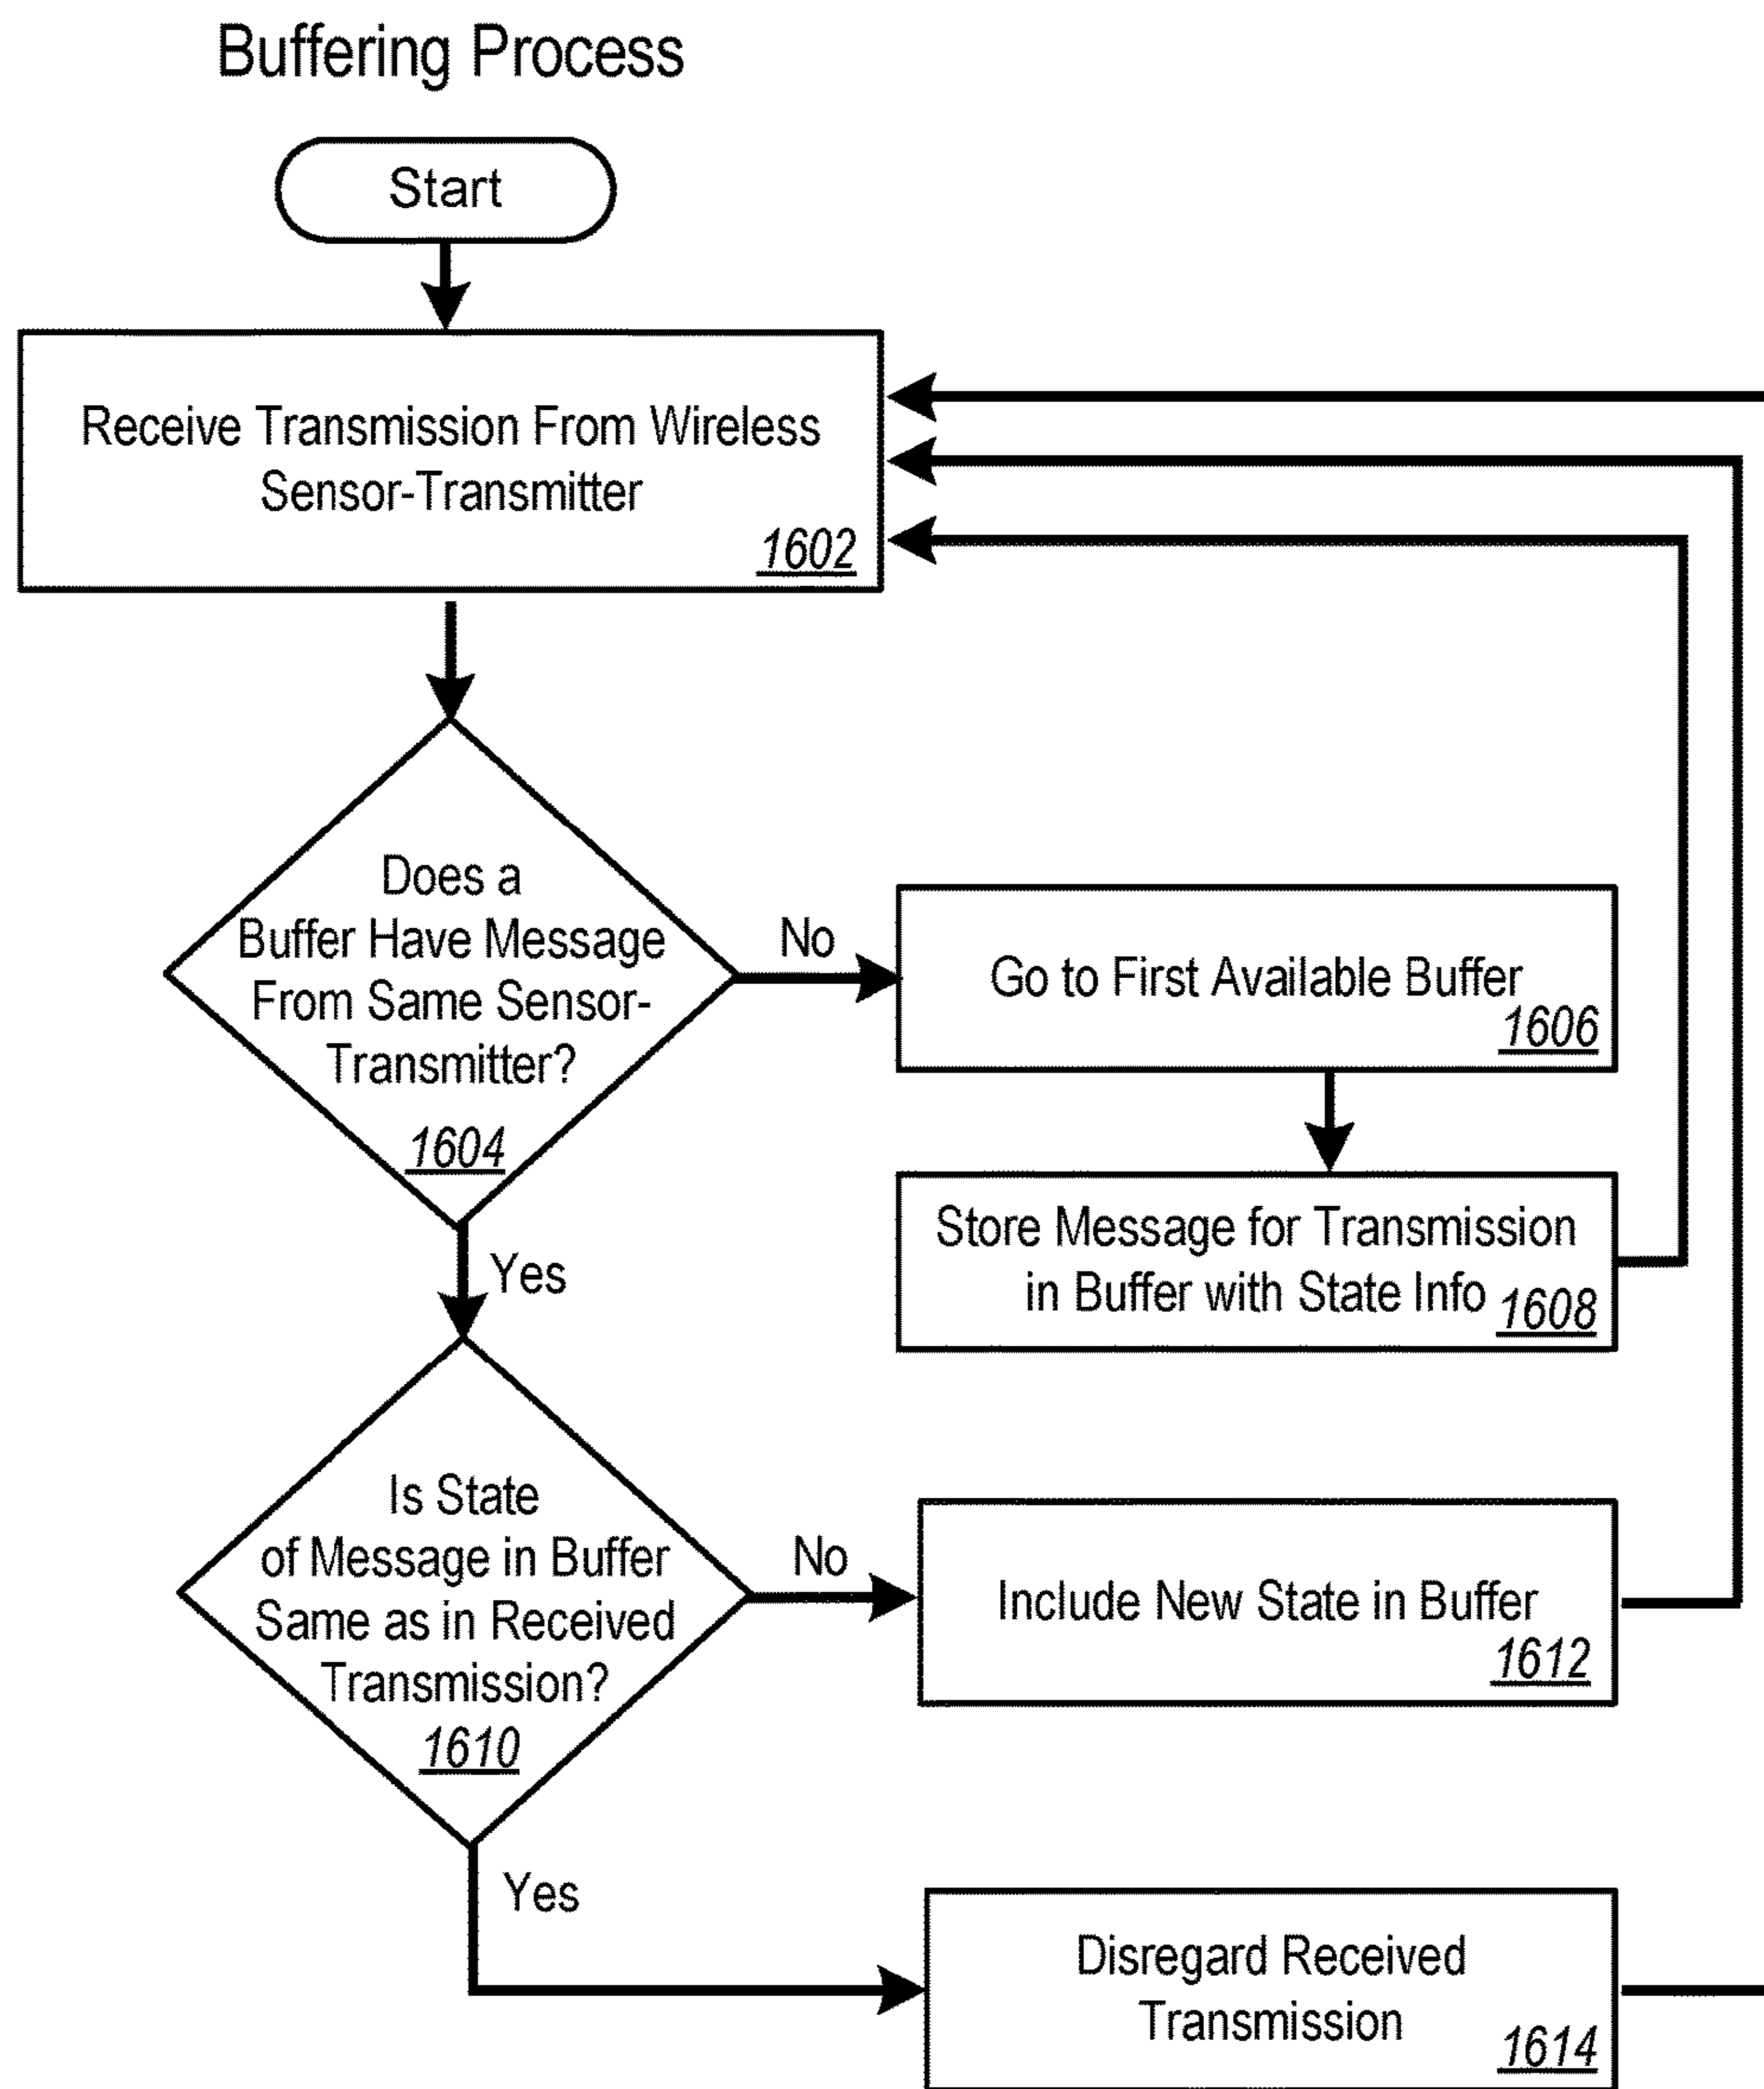 Buffering Process
Start
Receive Transmission From Wireless
Sensor-Transmitter
1602
Does a
Buffer Have Message
From Same Sensor-
Transmitter?
1604
No
Go to First Available Buffer
1606
Store Message for Transmission
in Buffer with State Info
1608
Yes
Is State
of Message in Buffer
Same as in Received
Transmission?
1610
No
Include New State in Buffer
1612
Yes
Disregard Received
Transmission
1614